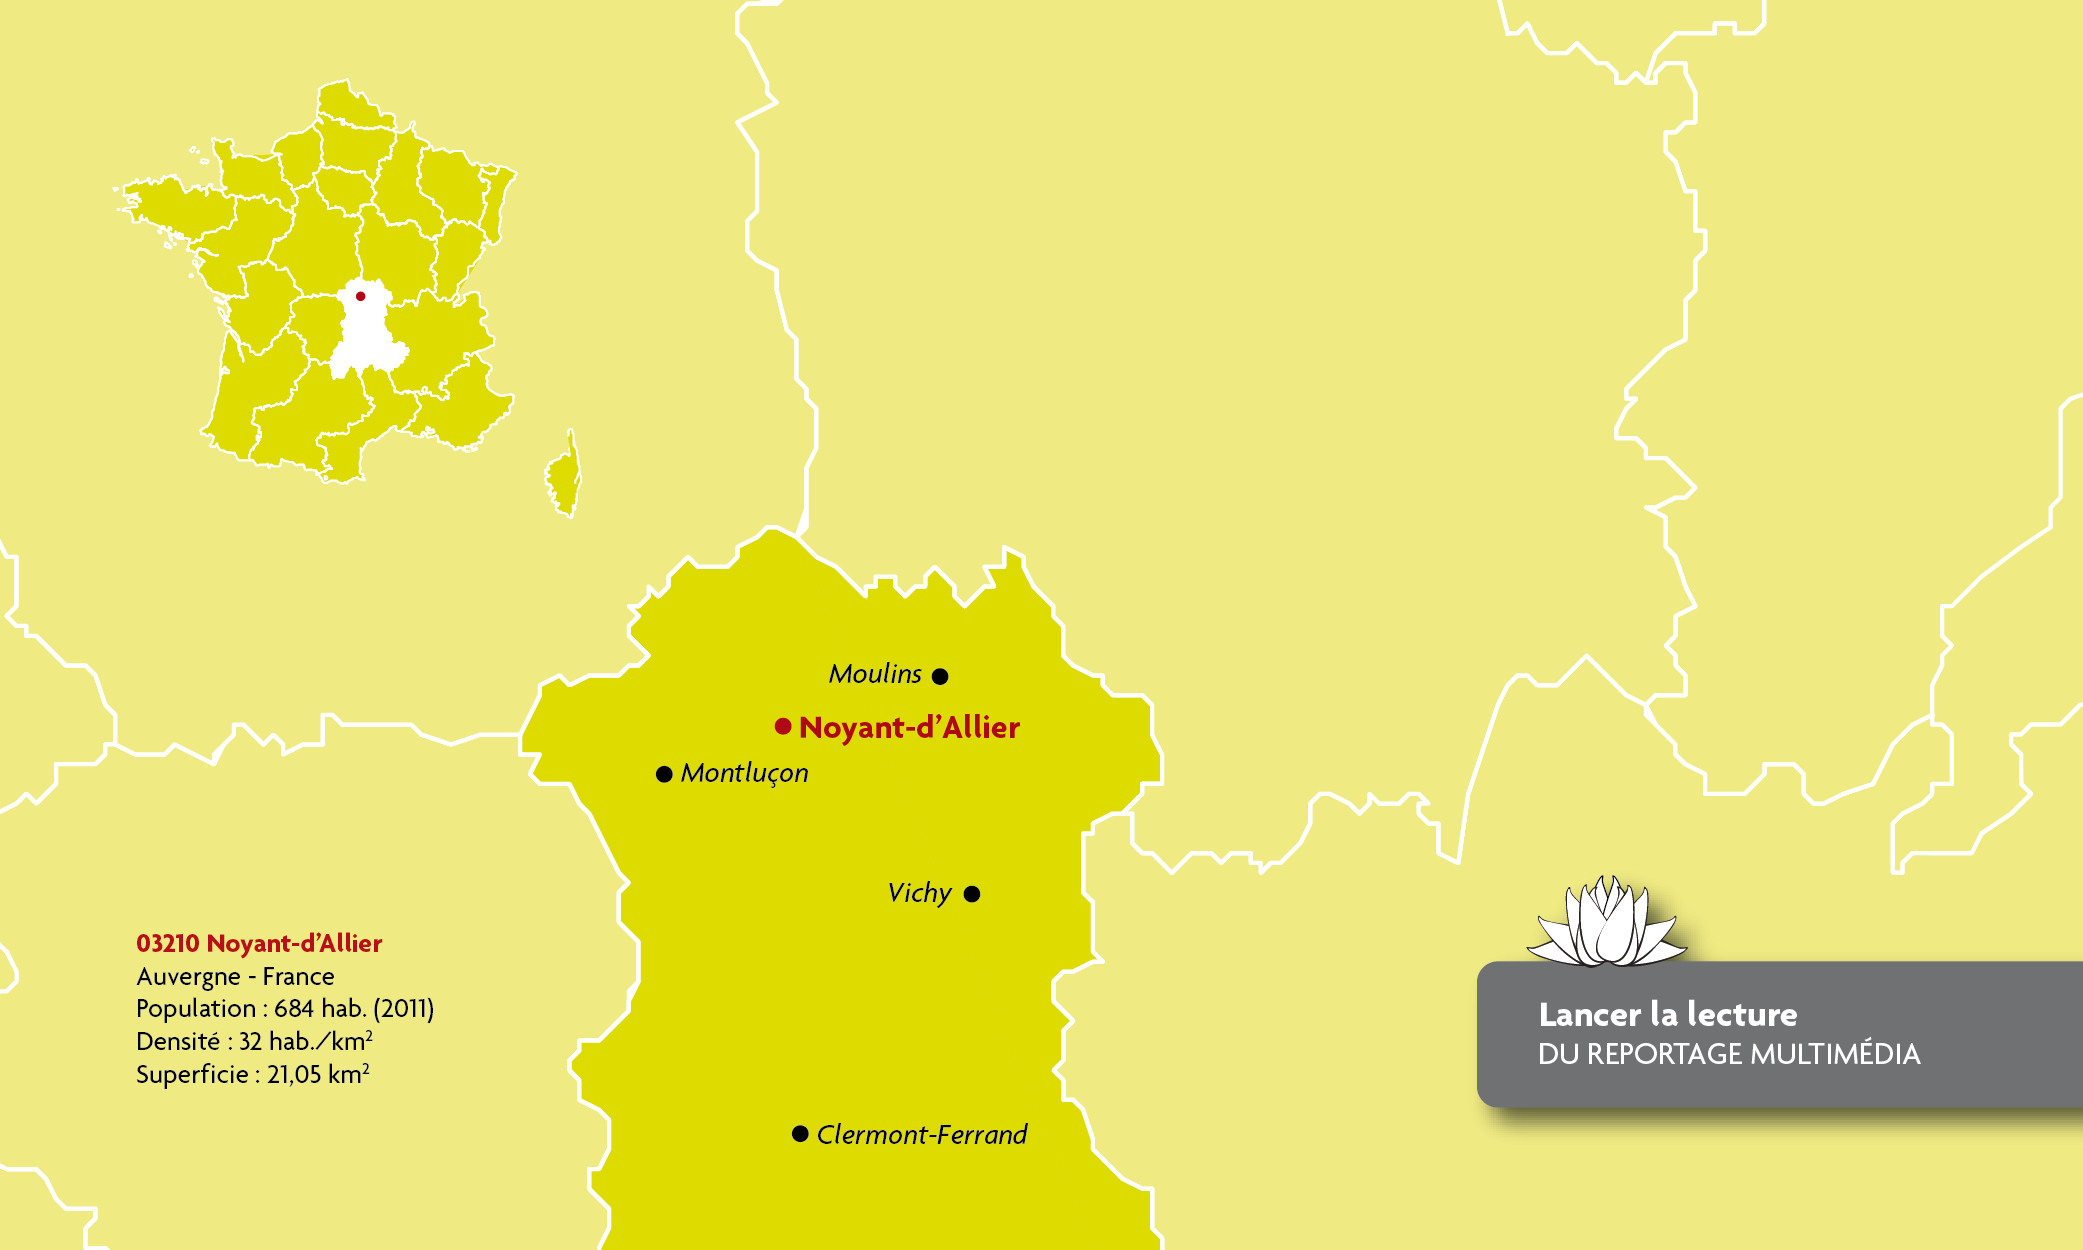 Moulins
Noyant-d’Allier
Montluçon
Vichy
Clermont-Ferrand
03210 Noyant-d’Allier
Auvergne - France
Population : 684 hab. (2011)
Densité : 32 hab./km²
Superficie : 21,05 km²
Lancer la lecture
DU REPORTAGE MULTIMÉDIA